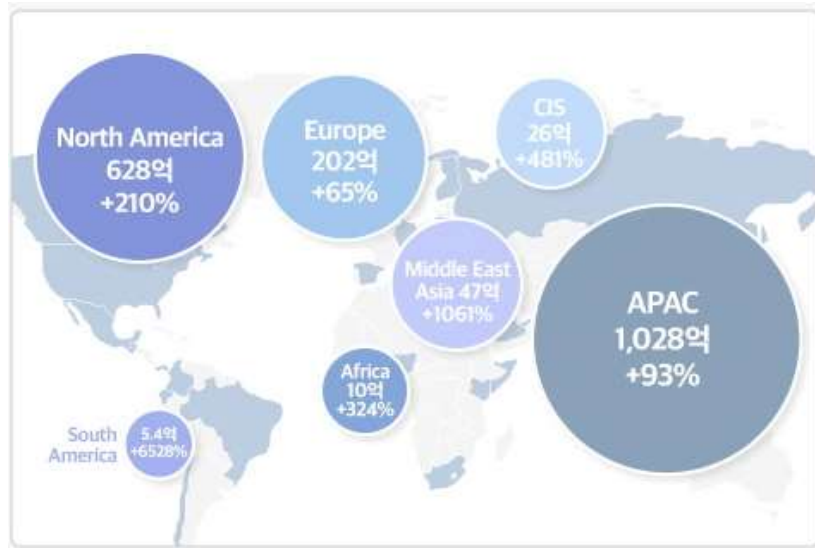 North America
628억
+210%
Europe
202억
+65%
CIS
26억
+481%
Middle East
Asia 47억
+1061%
APAC
1,028억
+93%
Africa
10억
+324%
South
America
5.4억
+6528%